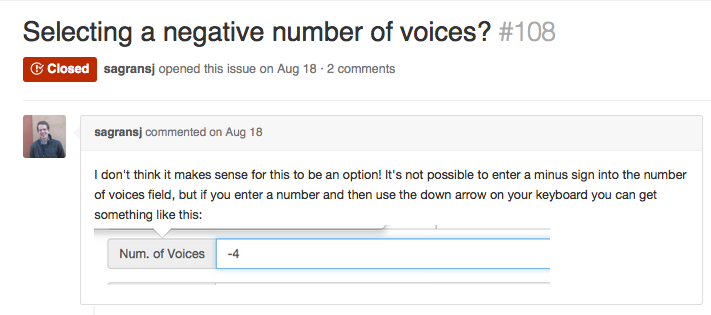 Selecting a negative number of voices? #108
Closed sagransj opened this issue on Aug 18 · 2 comments
sagransj commented on Aug 18
I don't think it makes sense for this to be an option! It's not possible to enter a minus sign into the number
of voices field, but if you enter a number and then use the down arrow on your keyboard you can get
something like this:
Num. of Voices -4